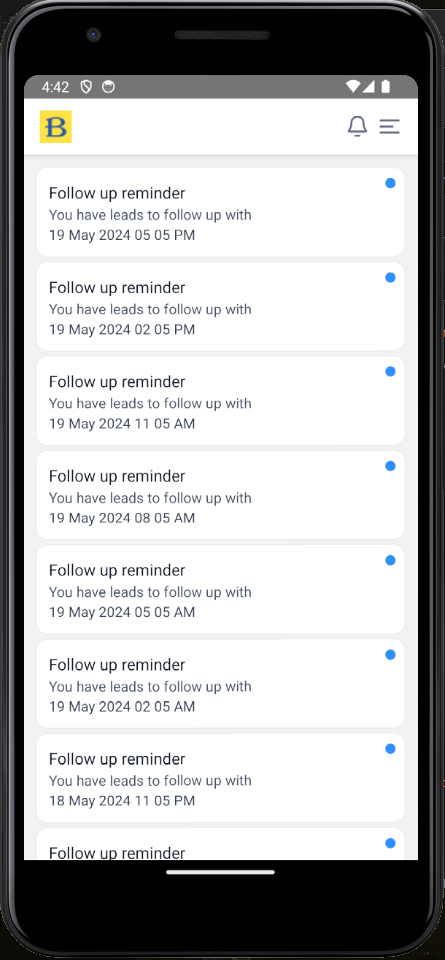 4:42
B
Follow up reminder
You have leads to follow up with
19 May 2024 05 05 PM
Follow up reminder
You have leads to follow up with
19 May 2024 02 05 PM
Follow up reminder
You have leads to follow up with
19 May 2024 11 05 AM
Follow up reminder
You have leads to follow up with
19 May 2024 08 05 AM
Follow up reminder
You have leads to follow up with
19 May 2024 05 05 AM
Follow up reminder
You have leads to follow up with
19 May 2024 02 05 AM
Follow up reminder
You have leads to follow up with
18 May 2024 11 05 PM
Follow up reminder